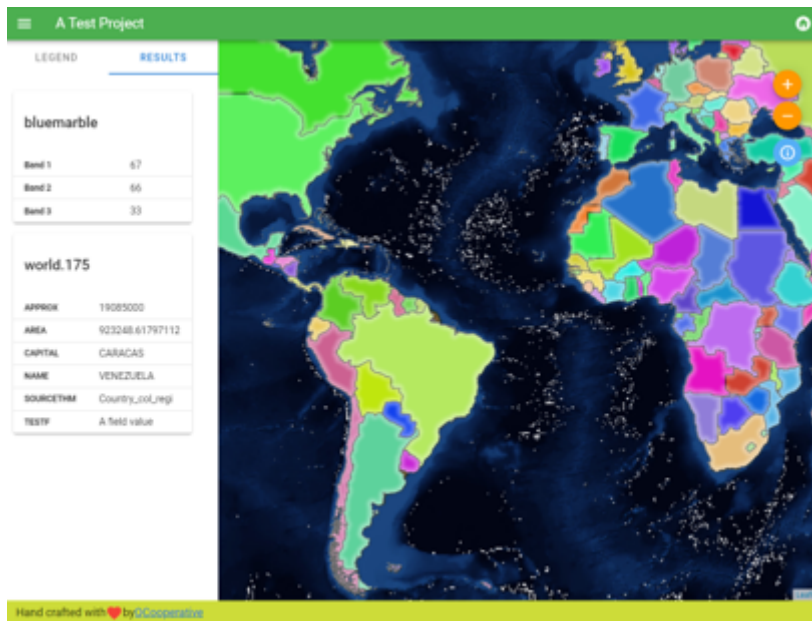 A Test Project
LEGEND RESULTS
bluemarble
Band 1 67
Band 2 66
Band 3 33
world.175
APPROX 19085000
AREA 923248.61797112
CAPITAL CARACAS
NAME VENEZUELA
SOURCETHM Country_col_regi
TESTF A field value
Hand crafted with ❤ by QCooperative